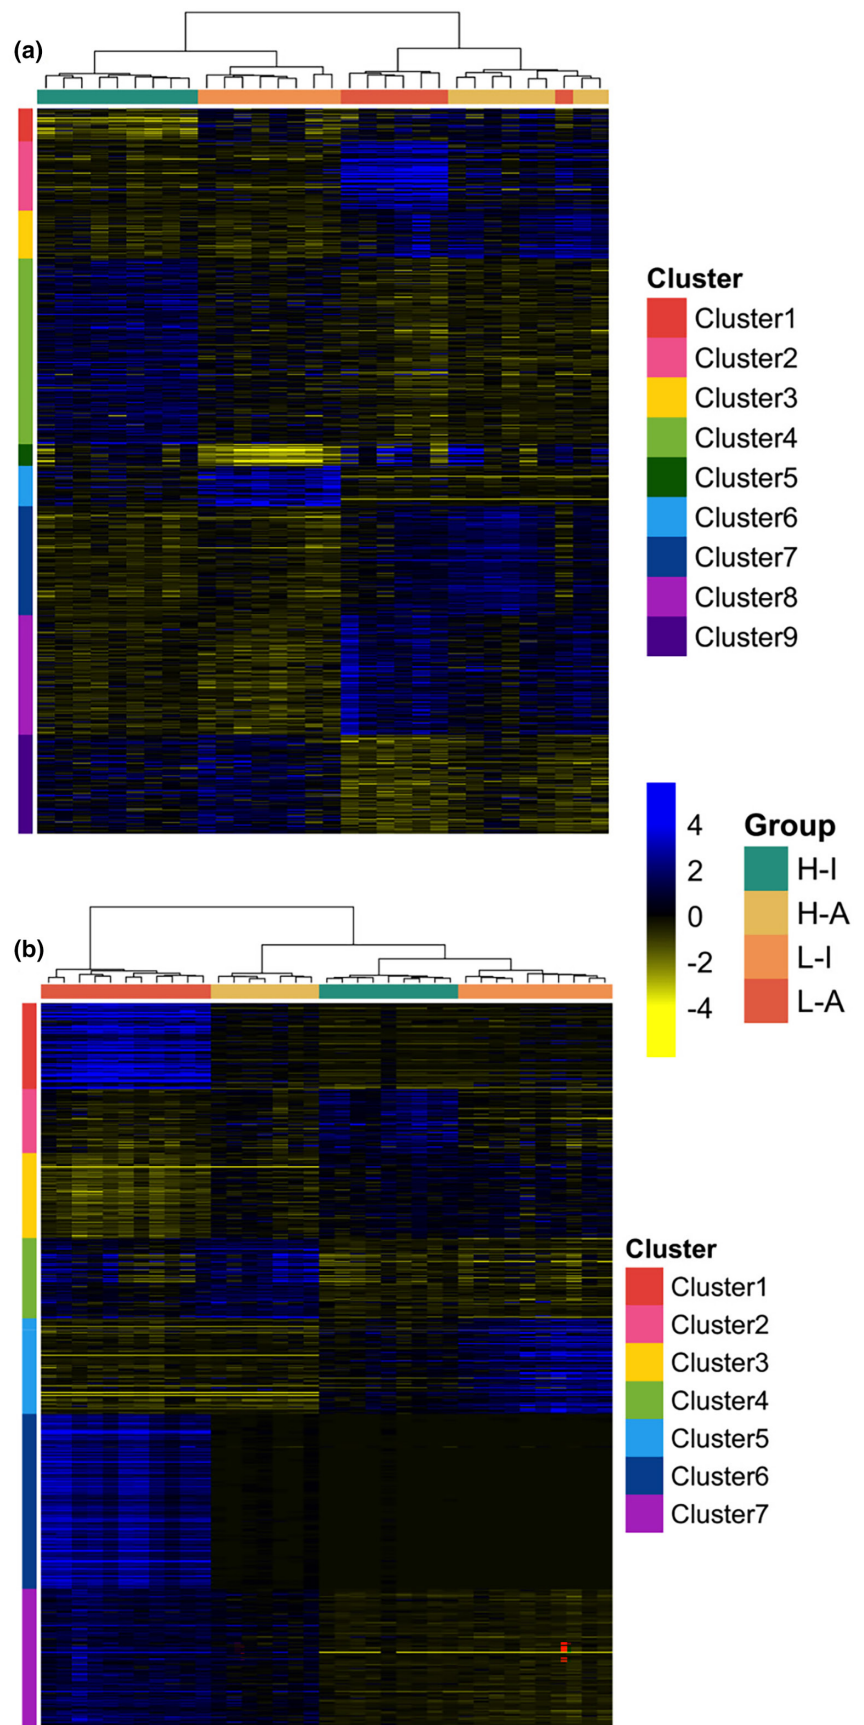 (a)
Cluster
Cluster1
Cluster2
Cluster3
Cluster4
Cluster5
Cluster6
Cluster7
Cluster8
Cluster9
4
2
0
-2
-4
Group
H-I
H-A
L-I
L-A
(b)
Cluster
Cluster1
Cluster2
Cluster3
Cluster4
Cluster5
Cluster6
Cluster7